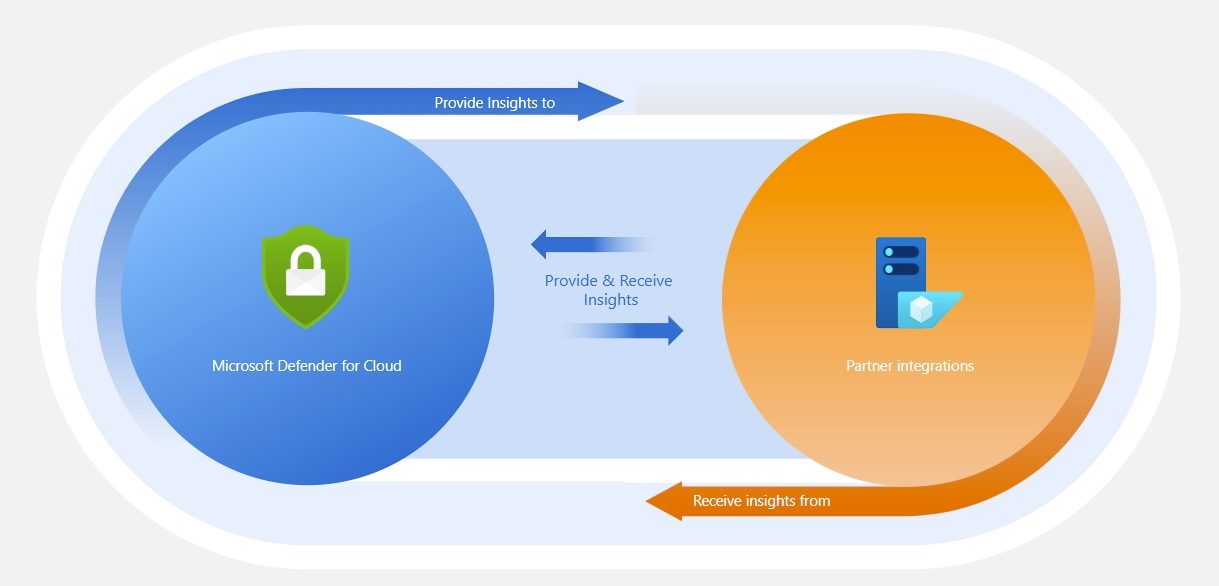 Provide Insights to
Provide & Receive
Insights
Microsoft Defender for Cloud
Partner integrations
Receive insights from